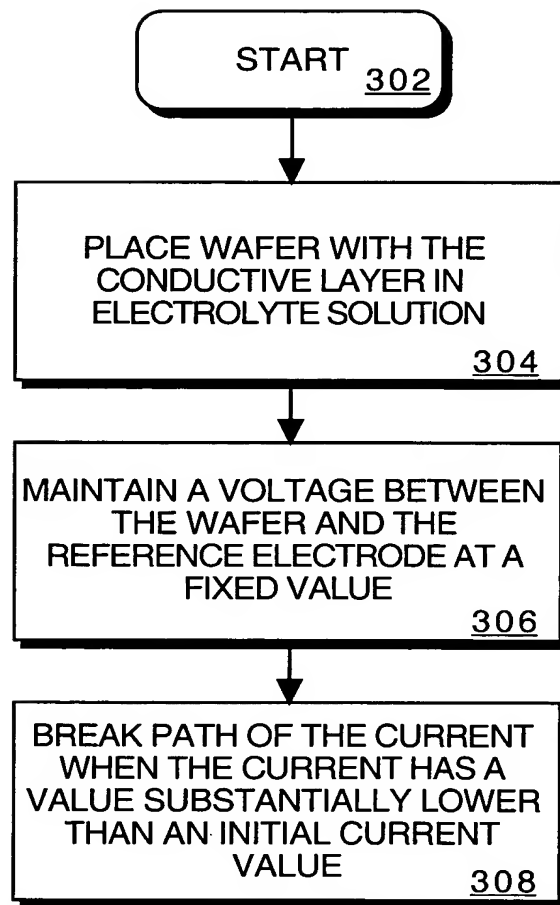 START
302
PLACE WAFER WITH THE
CONDUCTIVE LAYER IN
ELECTROLYTE SOLUTION
304
MAINTAIN A VOLTAGE BETWEEN
THE WAFER AND THE
REFERENCE ELECTRODE AT A
FIXED VALUE
306
BREAK PATH OF THE CURRENT
WHEN THE CURRENT HAS A
VALUE SUBSTANTIALLY LOWER
THAN AN INITIAL CURRENT
VALUE
308